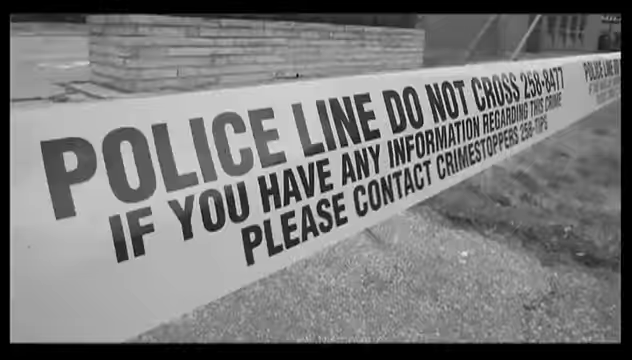 POLICE LINE DO NOT CROSS 258-8477
IF YOU HAVE ANY INFORMATION REGARDING THIS CRIME
PLEASE CONTACT CRIMESTOPPERS 258-TIPS
POLICE LINE DO